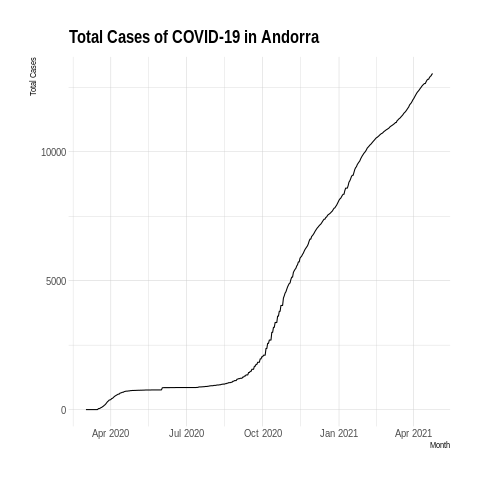 Total Cases of COVID-19 in Andorra
Total Cases
10000
5000
0
Apr 2020 Jul 2020 Oct 2020 Jan 2021 Apr 2021
Month